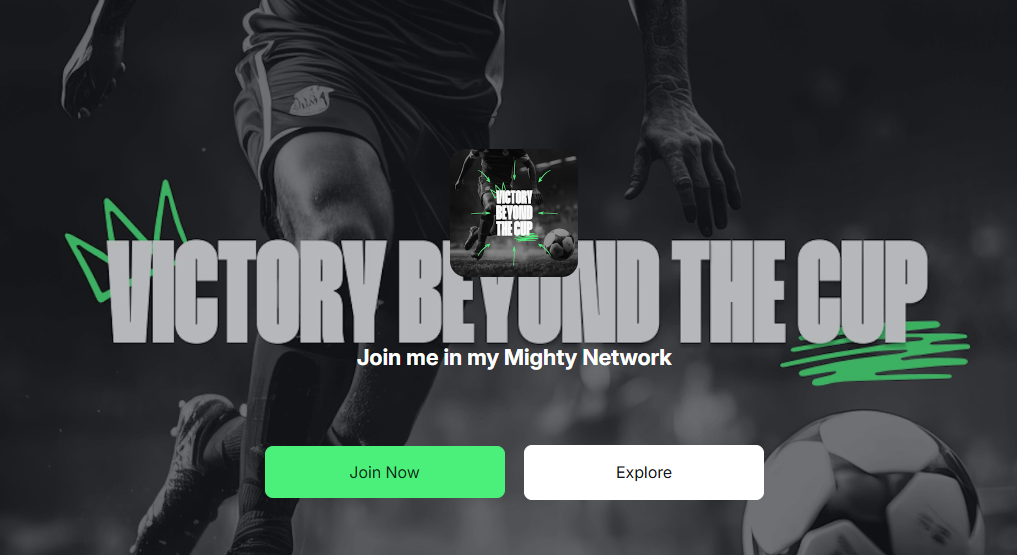 VICTORY
BEYOND
THE CUP
VICTORY BEYOND THE CUP
Join me in my Mighty Network
Join Now
Explore